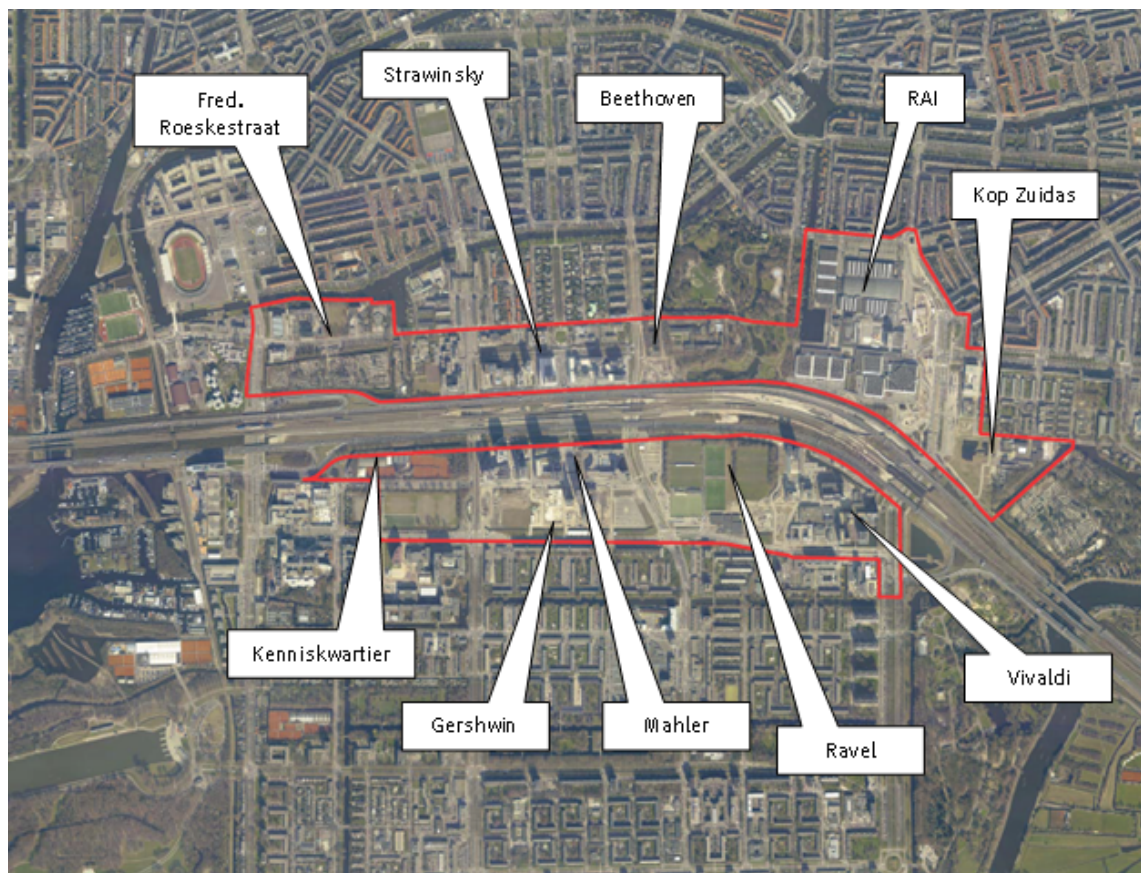 Strawinsky
Fred.
Roeskestraat
Beethoven
RAI
Kop Zuidas
Kenniskwartier
Gershwin
Mahler
Ravel
Vivaldi